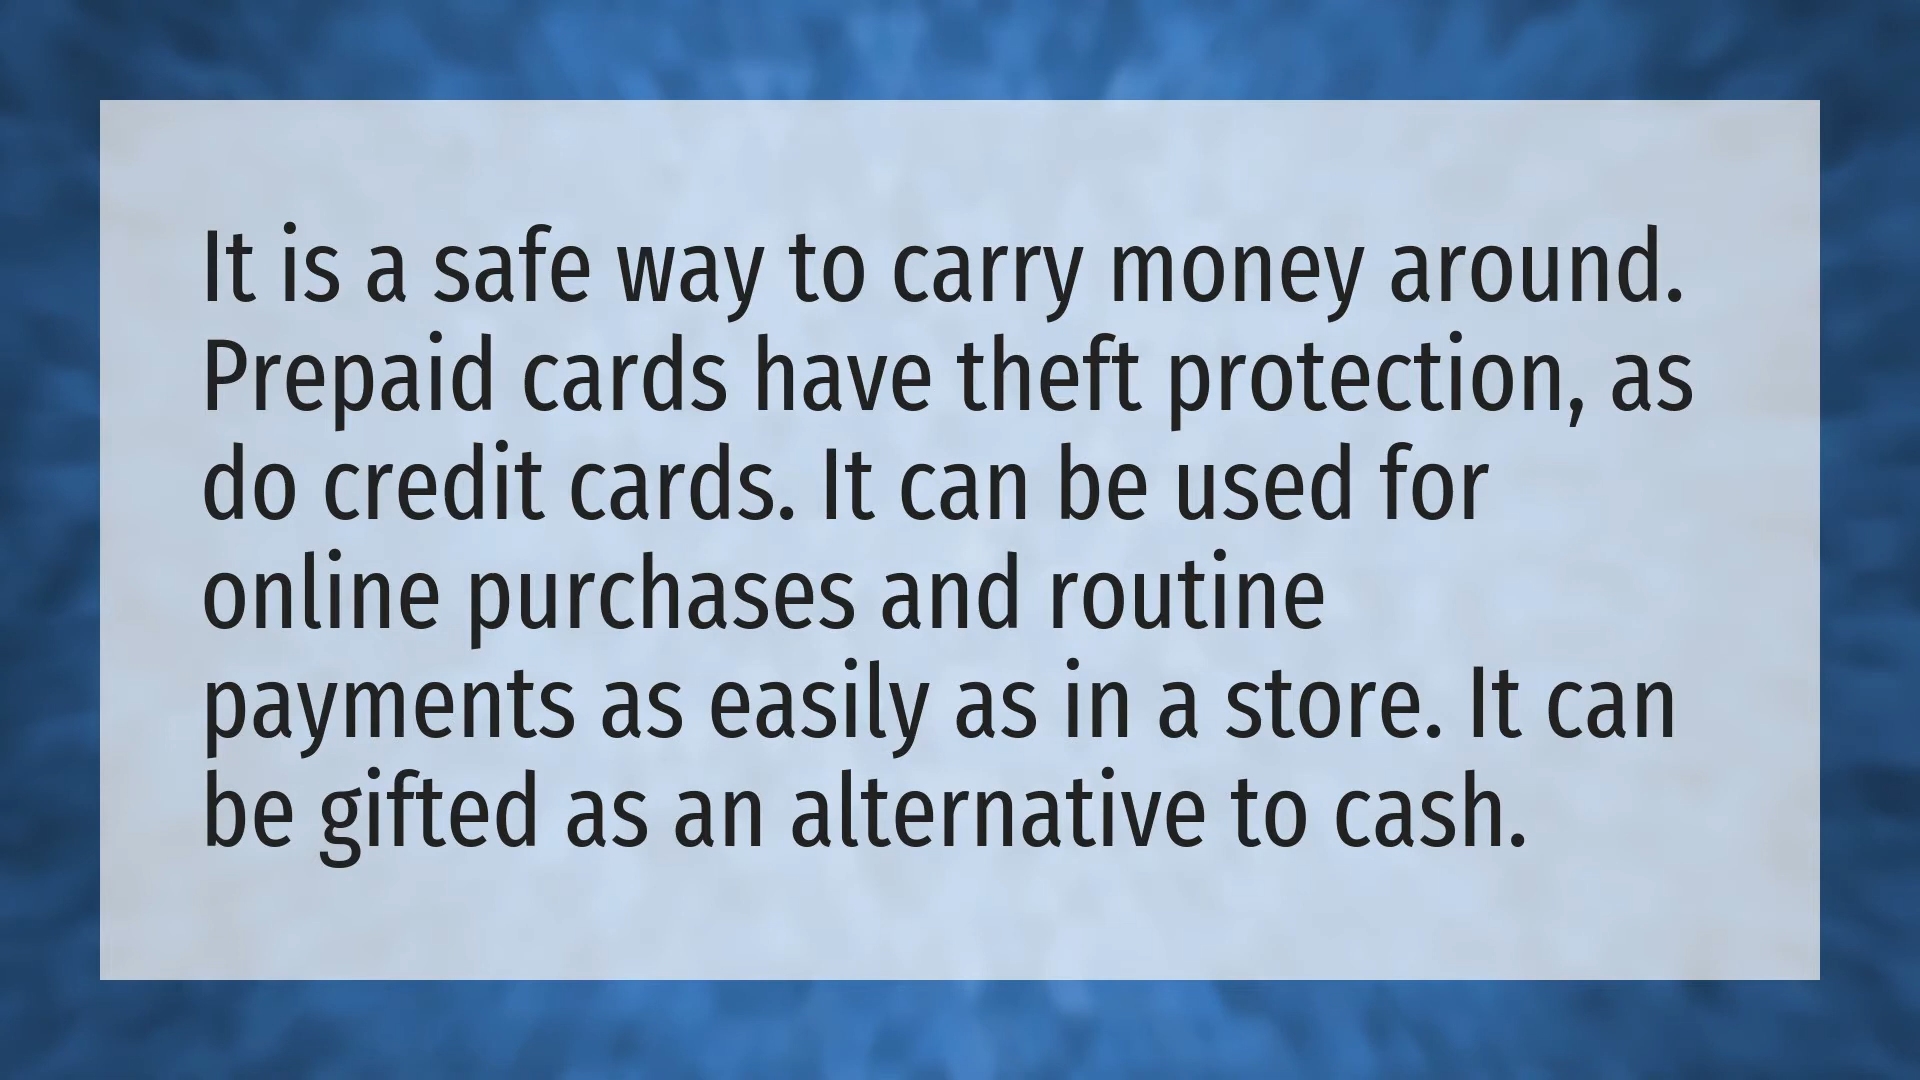 It is a safe way to carry money around.
Prepaid cards have theft protection, as
do credit cards. It can be used for
online purchases and routine
payments as easily as in a store. It can
be gifted as an alternative to cash.